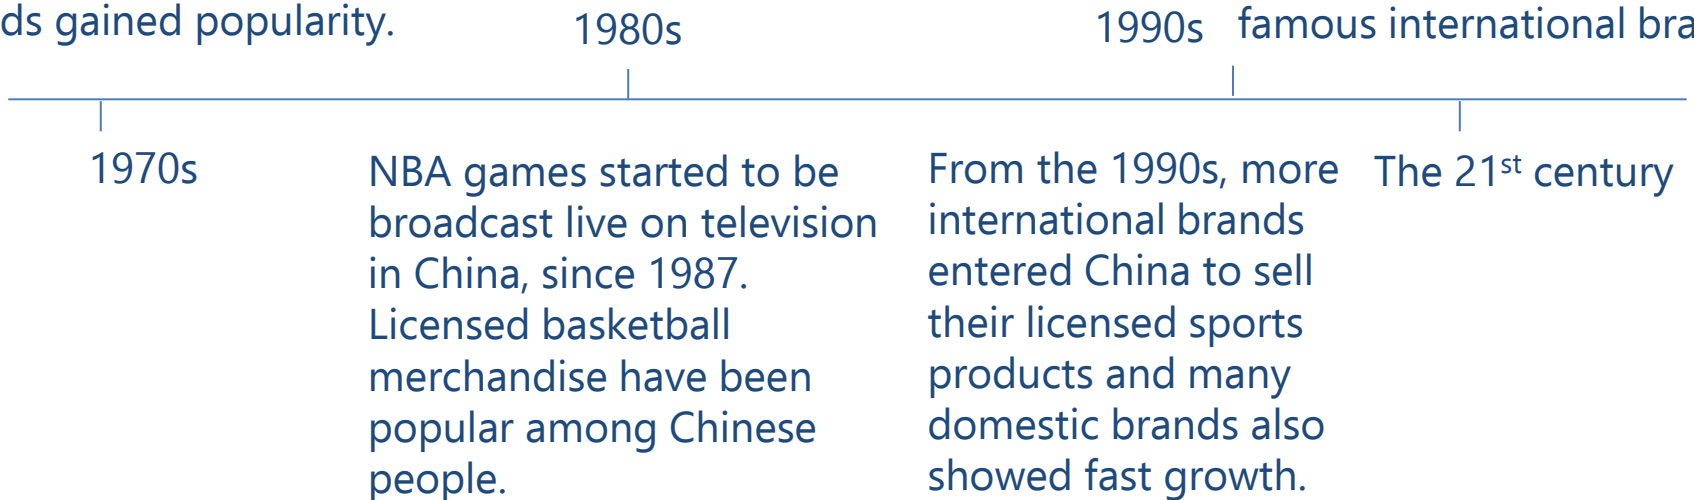 ds gained popularity.
1980s
1990s
famous international bra
1970s
NBA games started to be
broadcast live on television
in China, since 1987.
Licensed basketball
merchandise have been
popular among Chinese
people.
From the 1990s, more
international brands
entered China to sell
their licensed sports
products and many
domestic brands also
showed fast growth.
The 21st century